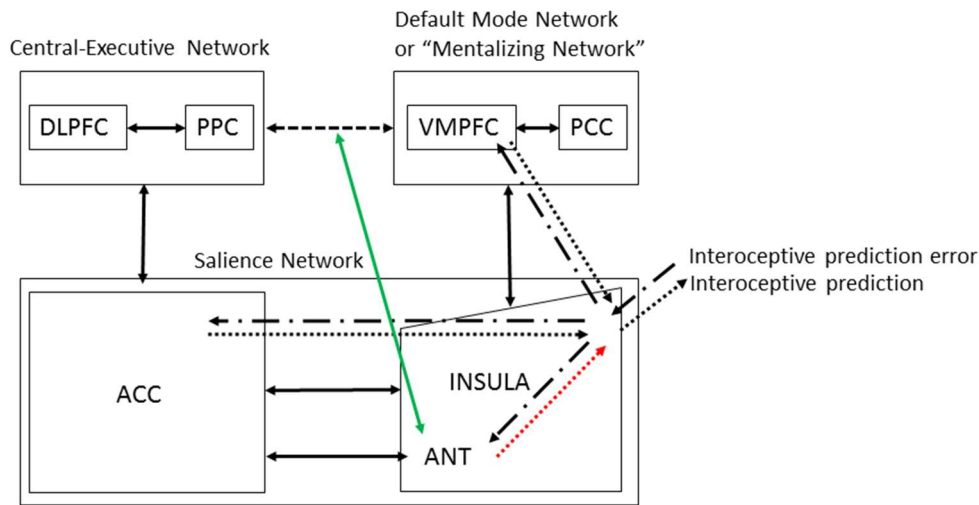 Default Mode Network
Central-Executive Network
or “Mentalizing Network”
DLPFC
PPC
VMPFC
PCC
Salience Network
Interoceptive prediction error
Interoceptive prediction
ACC
INSULA
ANT